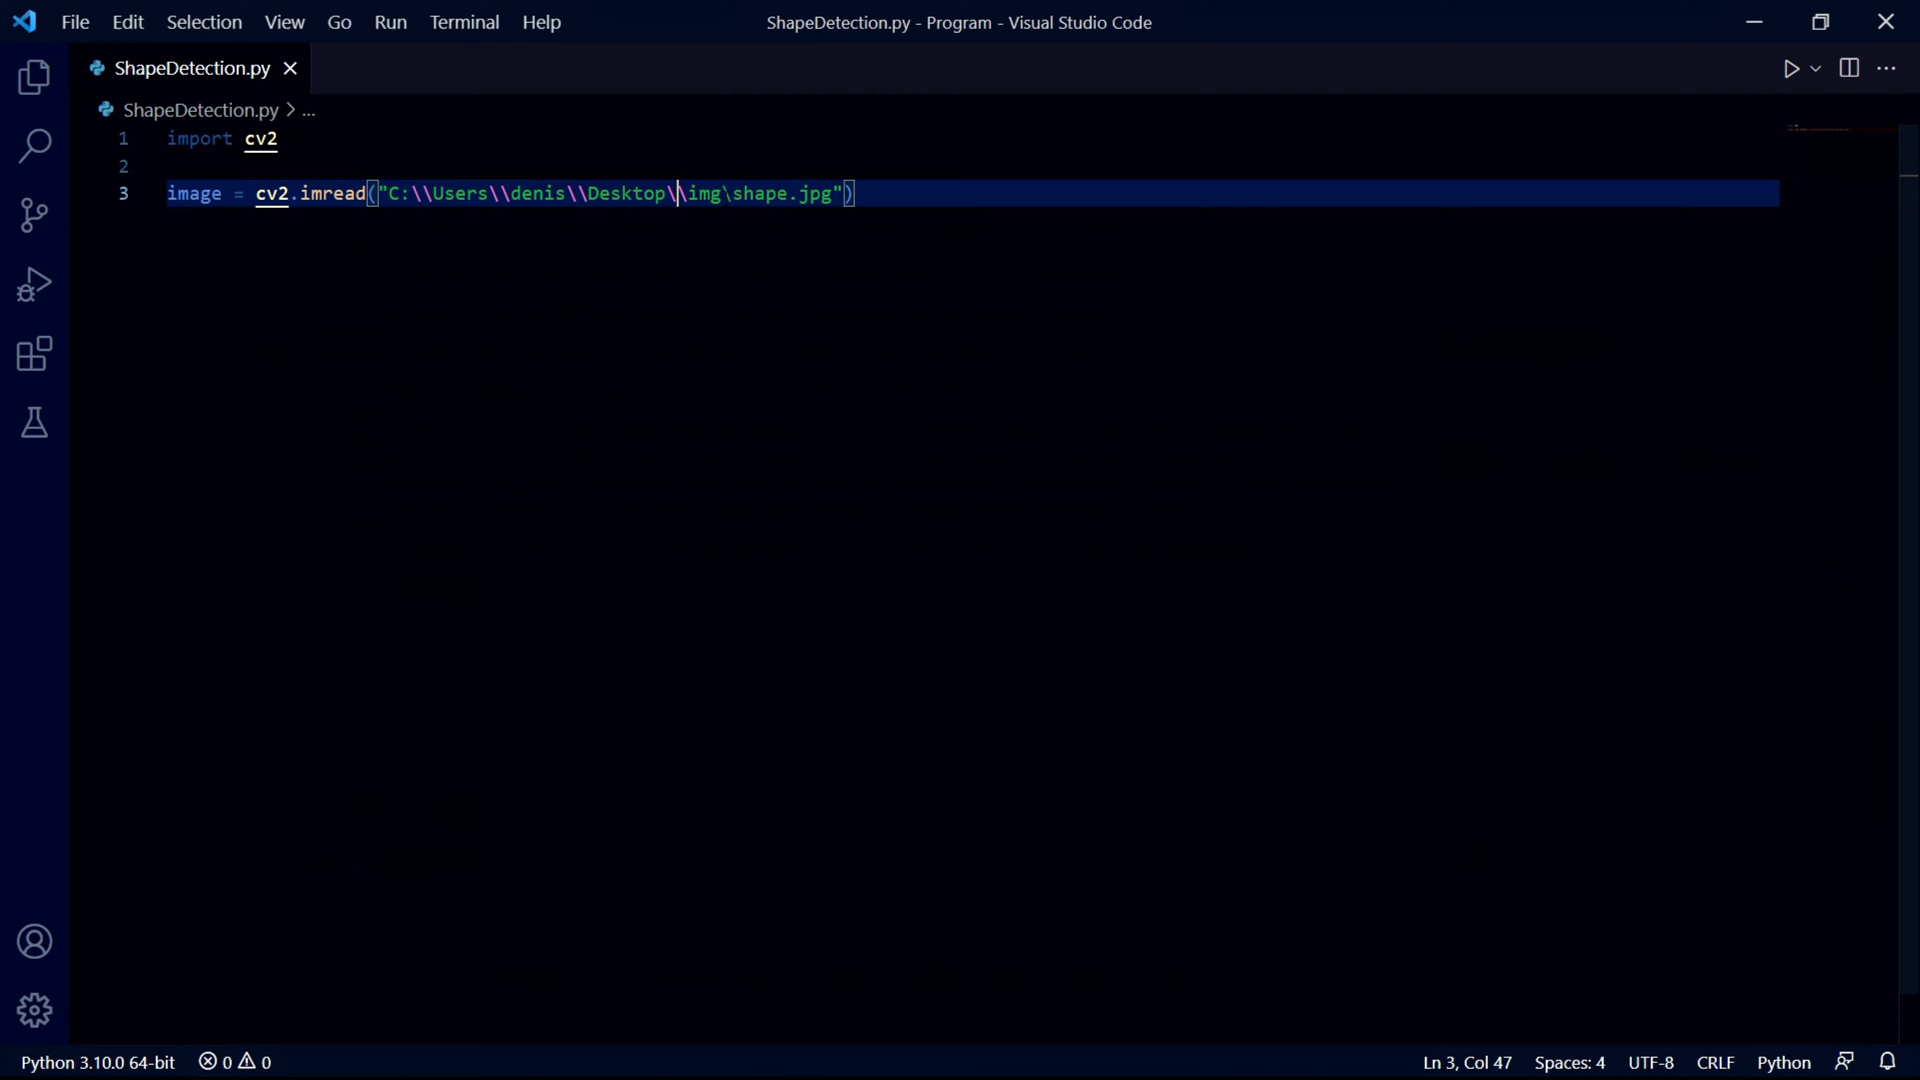 File Edit Selection View Go Run Terminal Help ShapeDetection.py - Program - Visual Studio Code
ShapeDetection.py
ShapeDetection.py > ...
1 import cv2
2
3 image = cv2.imread("C:\\Users\\denis\\Desktop\\img\shape.jpg")
Python 3.10.0 64-bit 0 0 Ln 3, Col 47 Spaces: 4 UTF-8 CRLF Python